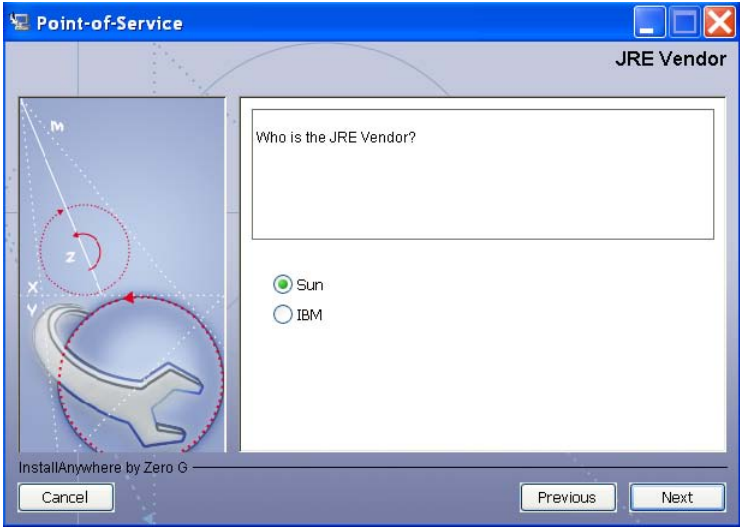 Point-of-Service
JRE Vendor
M
Z
X
Y
Who is the JRE Vendor?
Sun
IBM
InstallAnywhere by Zero G
Cancel
Previous
Next